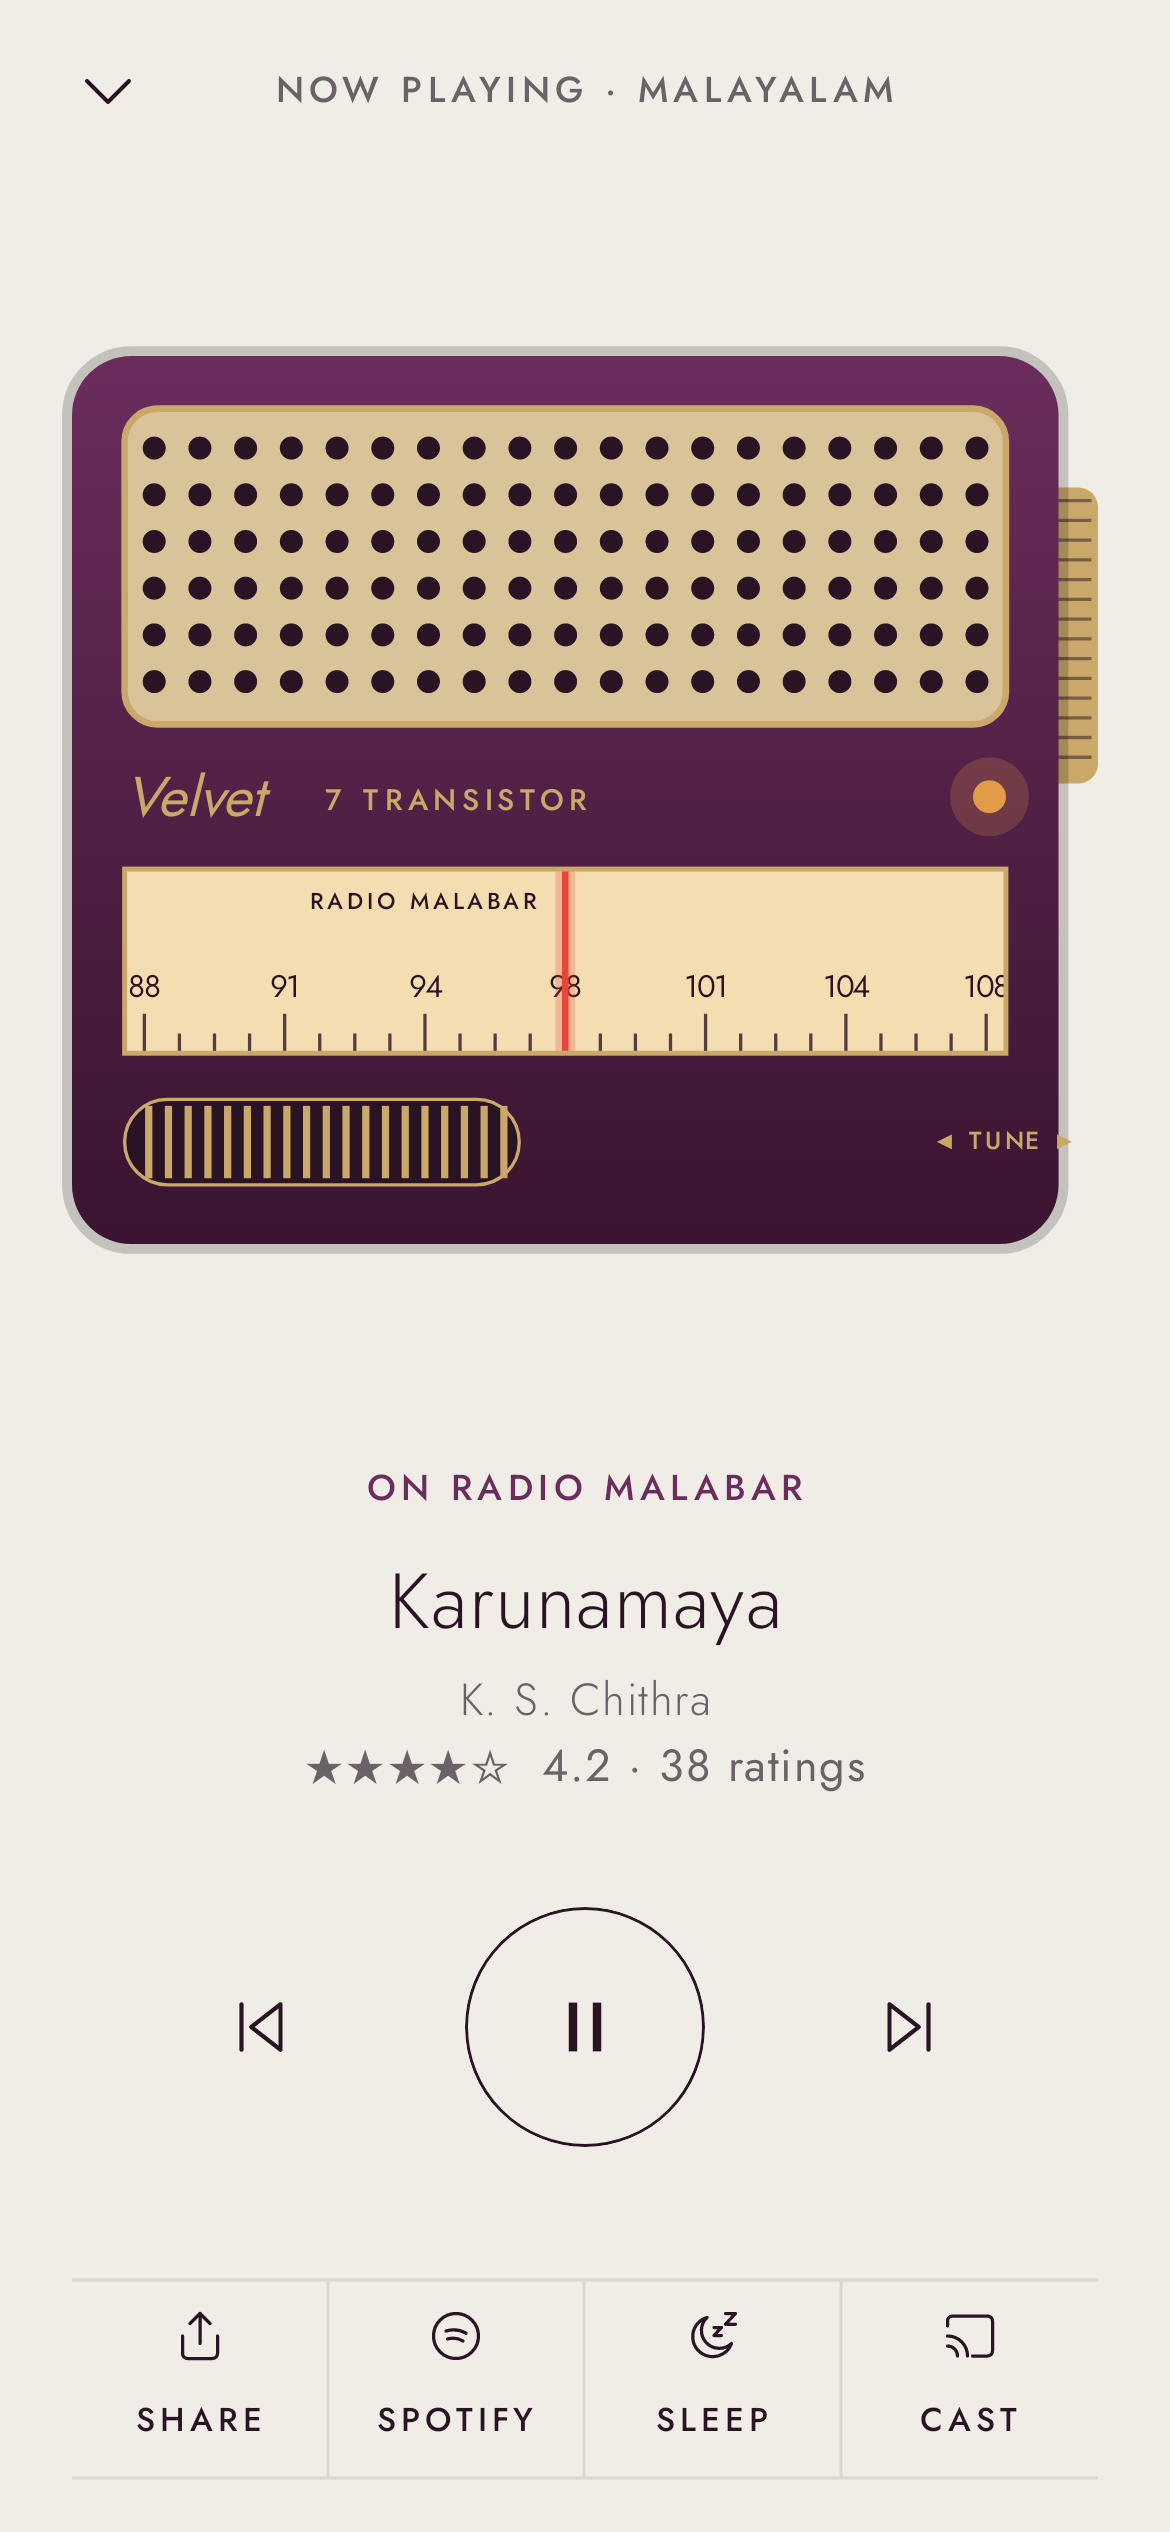 NOW PLAYING · MALAYALAM
Velvet 7 TRANSISTOR
RADIO MALABAR
88 91 94 98 101 104 108
◄ TUNE ►
ON RADIO MALABAR
Karunamaya
K. S. Chithra
★★★★☆ 4.2 · 38 ratings
SHARE SPOTIFY SLEEP CAST